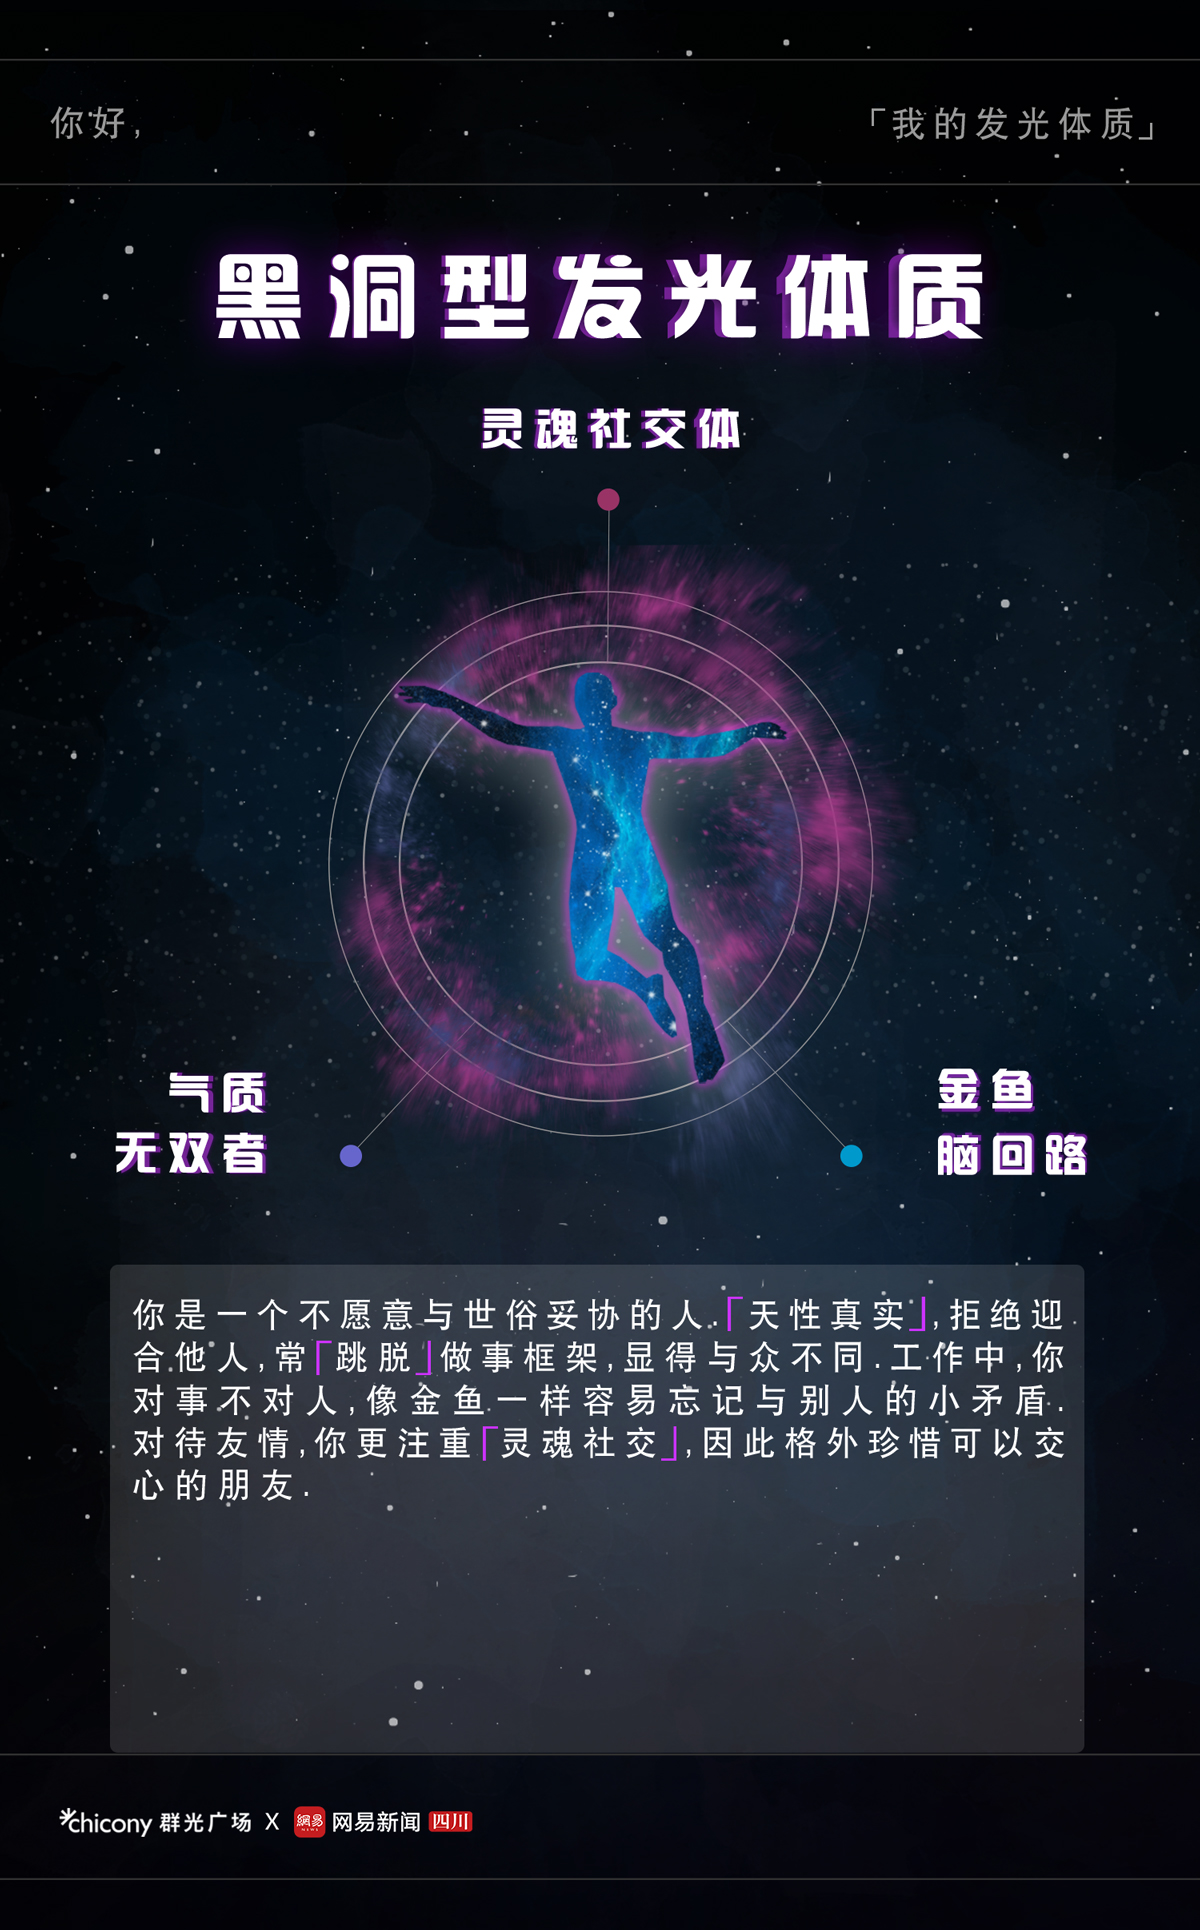 你好,
「我的发光体质」
黑洞型发光体质
灵魂社交体
气质
无双者
金鱼
脑回路
你是一个不愿意与世俗妥协的人.「天性真实」,拒绝迎
合他人,常「跳脱」做事框架,显得与众不同.工作中,你
对事不对人,像金鱼一样容易忘记与别人的小矛盾.
对待友情,你更注重「灵魂社交」,因此格外珍惜可以交
心的朋友.
chicony 群光广场 X 網易 NEWS 网易新闻 四川